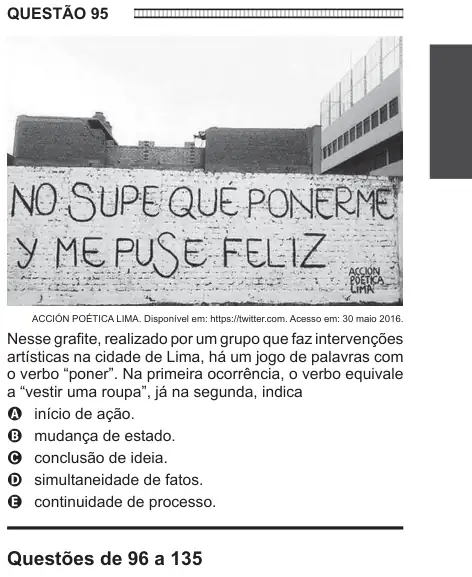 QUESTÃO 95
NO SUPE QUÉ PONERME
Y ME PUSE FELIZ
ACCIÓN
POÉTICA
LIMA
ACCIÓN POÉTICA LIMA. Disponível em: https://twitter.com. Acesso em: 30 maio 2016.
Nesse grafite, realizado por um grupo que faz intervenções
artísticas na cidade de Lima, há um jogo de palavras com
o verbo “poner”. Na primeira ocorrência, o verbo equivale
a “vestir uma roupa”, já na segunda, indica
A início de ação.
B mudança de estado.
C conclusão de ideia.
D simultaneidade de fatos.
E continuidade de processo.
Questões de 96 a 135